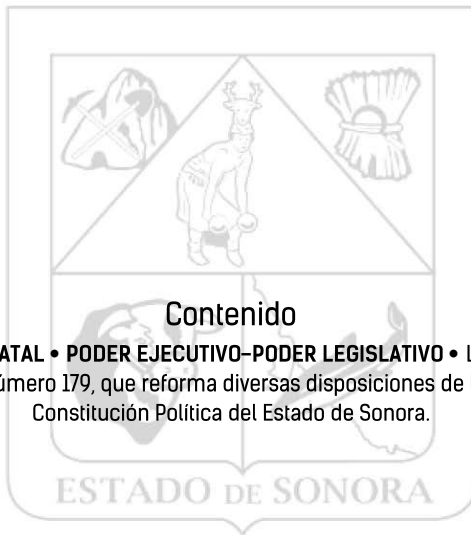 Contenido
ATAL • PODER EJECUTIVO-PODER LEGISLATIVO •
número 179, que reforma diversas disposiciones de
Constitución Política del Estado de Sonora.
ESTADO DE SONORA